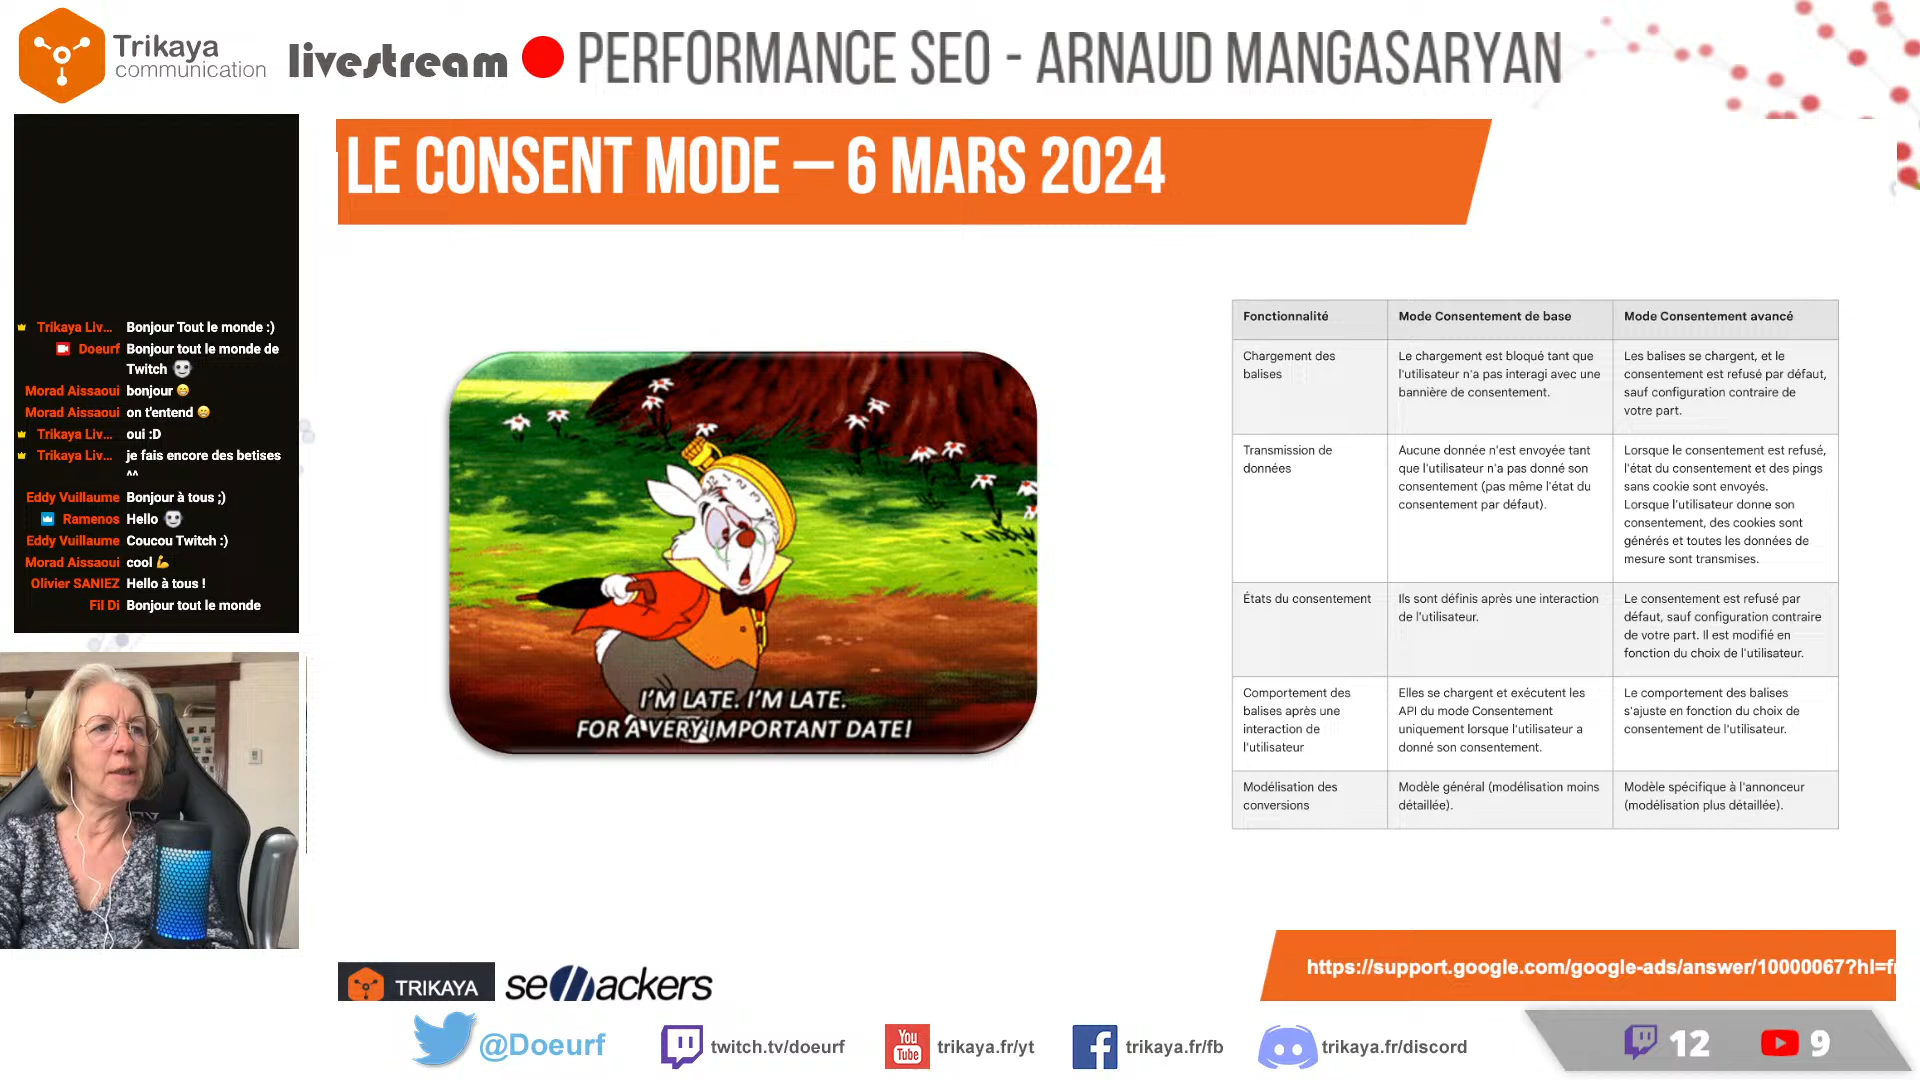 Trikaya
communication
livestream
PERFORMANCE SEO - ARNAUD MANGASARYAN
LE CONSENT MODE – 6 MARS 2024
Trikaya Liv... Bonjour Tout le monde :)
Doeurf Bonjour tout le monde de
Twitch
Morad Aissaoui bonjour 😁
Morad Aissaoui on t'entend 😁
Trikaya Liv... oui :D
Trikaya Liv... je fais encore des betises
^^
Eddy Vuillaume Bonjour à tous ;)
Ramenos Hello
Eddy Vuillaume Coucou Twitch :)
Morad Aissaoui cool 💪
Olivier SANIEZ Hello à tous !
Fil Di Bonjour tout le monde
I'M LATE. I'M LATE.
FOR A VERY IMPORTANT DATE!
Fonctionnalité
Mode Consentement de base
Mode Consentement avancé
Chargement des
balises
Le chargement est bloqué tant que
l'utilisateur n'a pas interagi avec une
bannière de consentement.
Les balises se chargent, et le
consentement est refusé par défaut,
sauf configuration contraire de
votre part.
Transmission de
données
Aucune donnée n'est envoyée tant
que l'utilisateur n'a pas donné son
consentement (pas même l'état du
consentement par défaut).
Lorsque le consentement est refusé,
l'état du consentement et des pings
sans cookie sont envoyés.
Lorsque l'utilisateur donne son
consentement, des cookies sont
générés et toutes les données de
mesure sont transmises.
États du consentement
Ils sont définis après une interaction
de l'utilisateur.
Le consentement est refusé par
défaut, sauf configuration contraire
de votre part. Il est modifié en
fonction du choix de l'utilisateur.
Comportement des
balises après une
interaction de
l'utilisateur
Elles se chargent et exécutent les
API du mode Consentement
uniquement lorsque l'utilisateur a
donné son consentement.
Le comportement des balises
s'ajuste en fonction du choix de
consentement de l'utilisateur.
Modélisation des
conversions
Modèle général (modélisation moins
détaillée).
Modèle spécifique à l'annonceur
(modélisation plus détaillée).
https://support.google.com/google-ads/answer/10000067?hl=fr
TRIKAYA
seHackers
@Doeurf
twitch.tv/doeurf
You
Tube
trikaya.fr/yt
trikaya.fr/fb
trikaya.fr/discord
12
9